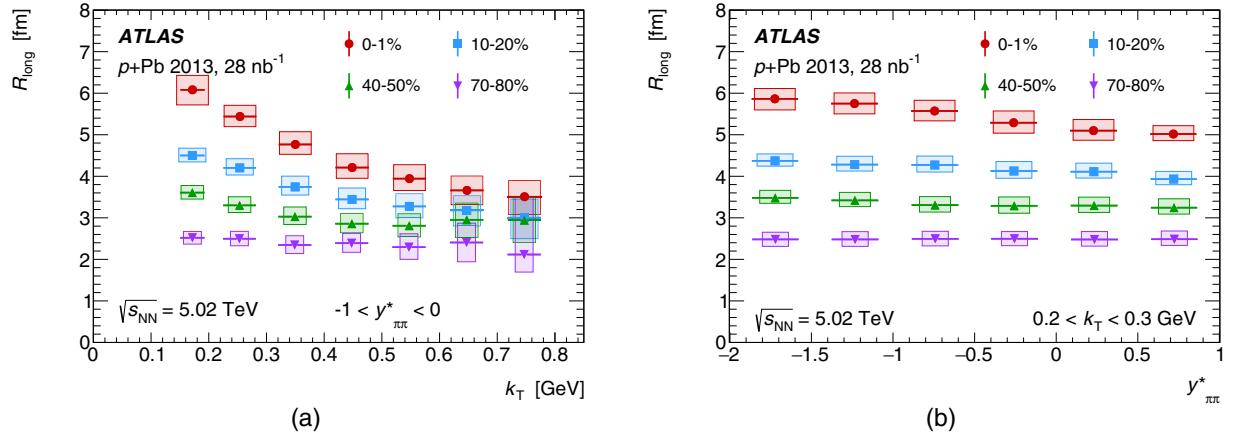 R_long [fm]
8
7
6
5
4
3
2
1
0
ATLAS
p+Pb 2013, 28 nb⁻¹
0-1%
10-20%
40-50%
70-80%
√s_NN = 5.02 TeV
-1 < y*_ππ < 0
0 0.1 0.2 0.3 0.4 0.5 0.6 0.7 0.8
k_T [GeV]
(a)
R_long [fm]
8
7
6
5
4
3
2
1
0
ATLAS
p+Pb 2013, 28 nb⁻¹
0-1%
10-20%
40-50%
70-80%
√s_NN = 5.02 TeV
0.2 < k_T < 0.3 GeV
−2 −1.5 −1 −0.5 0 0.5 1
y*_ππ
(b)